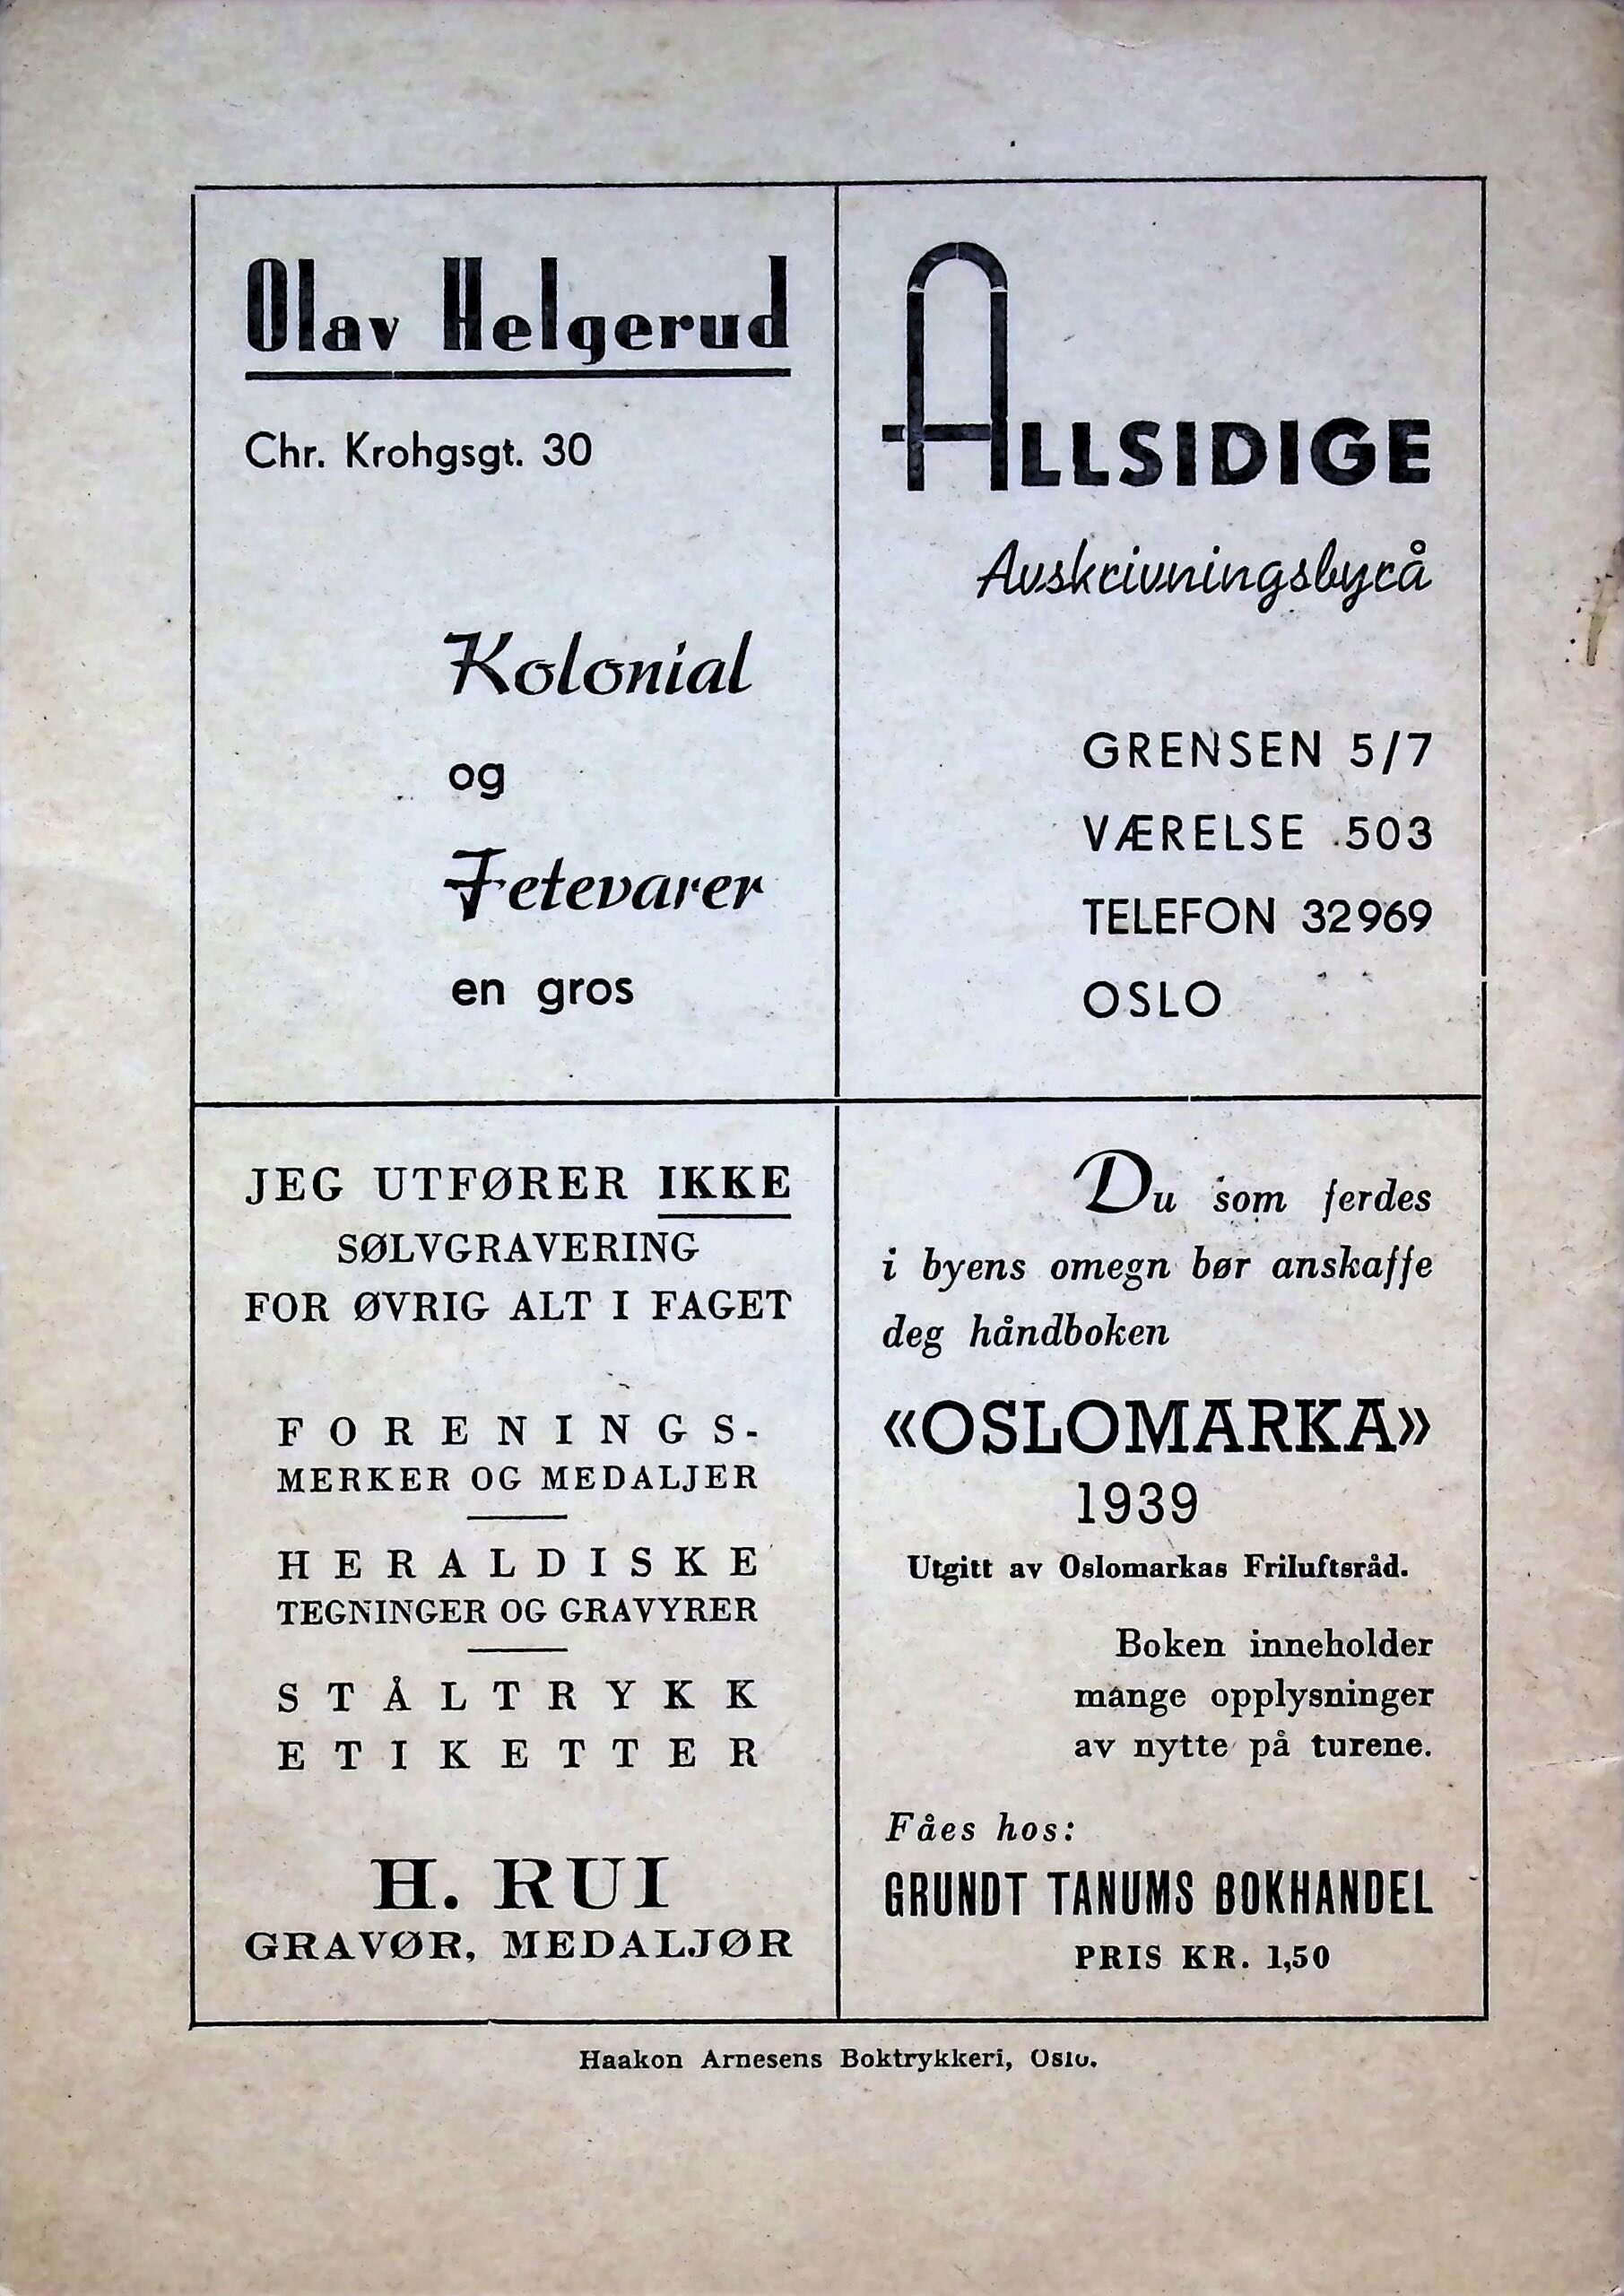 Olav Helgerud
Chr. Krohgsgt. 30
Kolonial
og
Fetevarer
en gros
ALLSIDIGE
Avskrivningsbyrå
GRENSEN 5/7
VÆRELSE 503
TELEFON 32969
OSLO
JEG UTFØRER IKKE
SØLVGRAVERING
FOR ØVRIG ALT I FAGET
FORENINGS-
MERKER OG MEDALJER
HERALDISKE
TEGNINGER OG GRAVYRER
STÅLTRYKK
ETIKETTER
H. RUI
GRAVØR, MEDALJØR
Du som ferdes
i byens omegn bør anskaffe
deg håndboken
«OSLOMARKA»
1939
Utgitt av Oslomarkas Friluftsråd.
Boken inneholder
mange opplysninger
av nytte på turene.
Fåes hos:
GRUNDT TANUMS BOKHANDEL
PRIS KR. 1,50
Haakon Arnesens Boktrykkeri, Oslo.